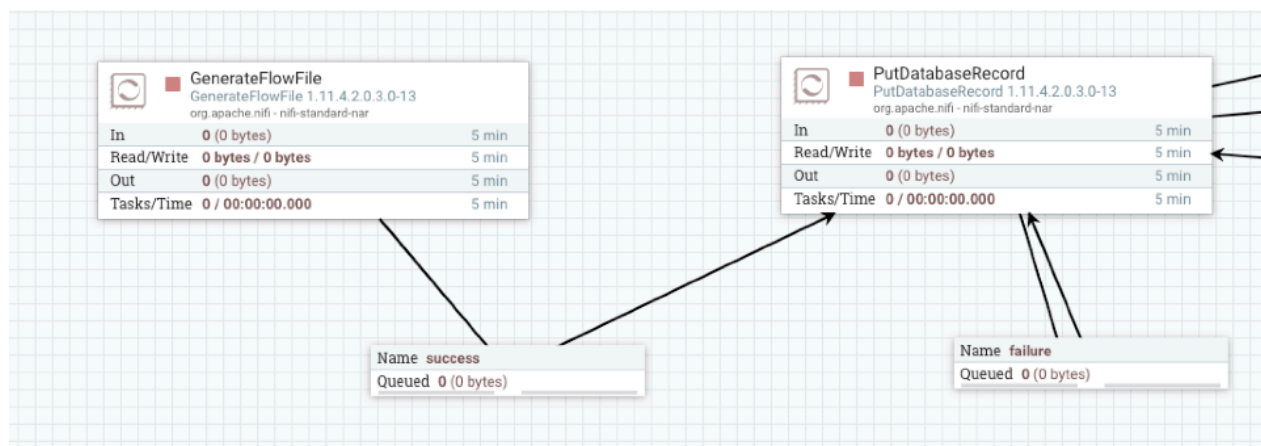 GenerateFlowFile
GenerateFlowFile 1.11.4.2.0.3.0-13
org.apache.nifi - nifi-standard-nar
In 0 (0 bytes) 5 min
Read/Write 0 bytes / 0 bytes 5 min
Out 0 (0 bytes) 5 min
Tasks/Time 0 / 00:00:00.000 5 min
PutDatabaseRecord
PutDatabaseRecord 1.11.4.2.0.3.0-13
org.apache.nifi - nifi-standard-nar
In 0 (0 bytes) 5 min
Read/Write 0 bytes / 0 bytes 5 min
Out 0 (0 bytes) 5 min
Tasks/Time 0 / 00:00:00.000 5 min
Name success
Queued 0 (0 bytes)
Name failure
Queued 0 (0 bytes)